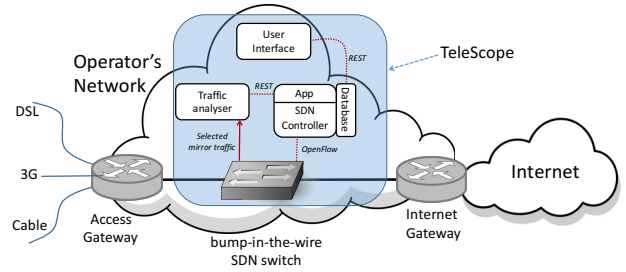 User
Interface
TeleScope
Operator's
Network
REST
REST
Traffic
analyser
App
SDN
Controller
Database
DSL
Selected
mirror traffic
OpenFlow
3G
Internet
Cable
Access
Gateway
Internet
Gateway
bump-in-the-wire
SDN switch